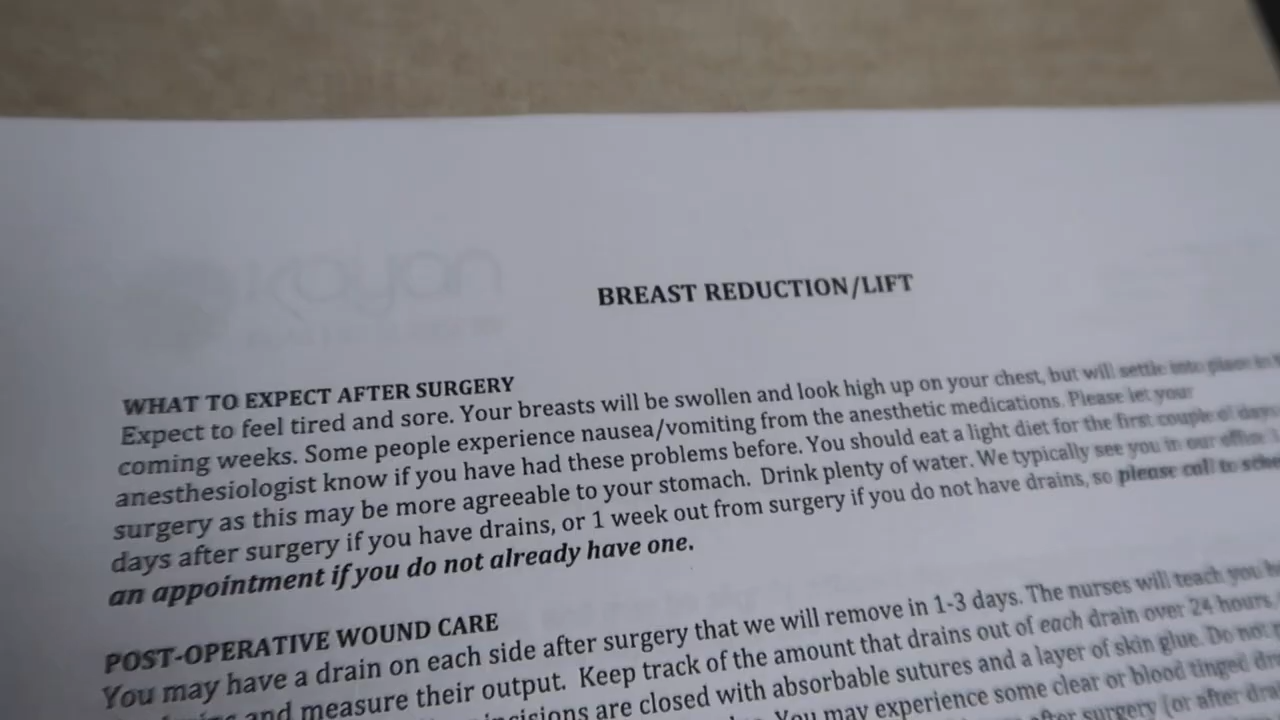 Kayan
BREAST REDUCTION/LIFT
WHAT TO EXPECT AFTER SURGERY
Expect to feel tired and sore. Your breasts will be swollen and look high up on your chest, but will settle into place in
coming weeks. Some people experience nausea/vomiting from the anesthetic medications. Please let your
anesthesiologist know if you have had these problems before. You should eat a light diet for the first couple of days
surgery as this may be more agreeable to your stomach. Drink plenty of water. We typically see you in our office
days after surgery if you have drains, or 1 week out from surgery if you do not have drains, so please call to
an appointment if you do not already have one.
POST-OPERATIVE WOUND CARE
You may have a drain on each side after surgery that we will remove in 1-3 days. The nurses will teach you
and measure their output. Keep track of the amount that drains out of each drain over 24 hours
are closed with absorbable sutures and a layer of skin glue. Do not
You may experience some clear or blood tinged
after surgery (or after